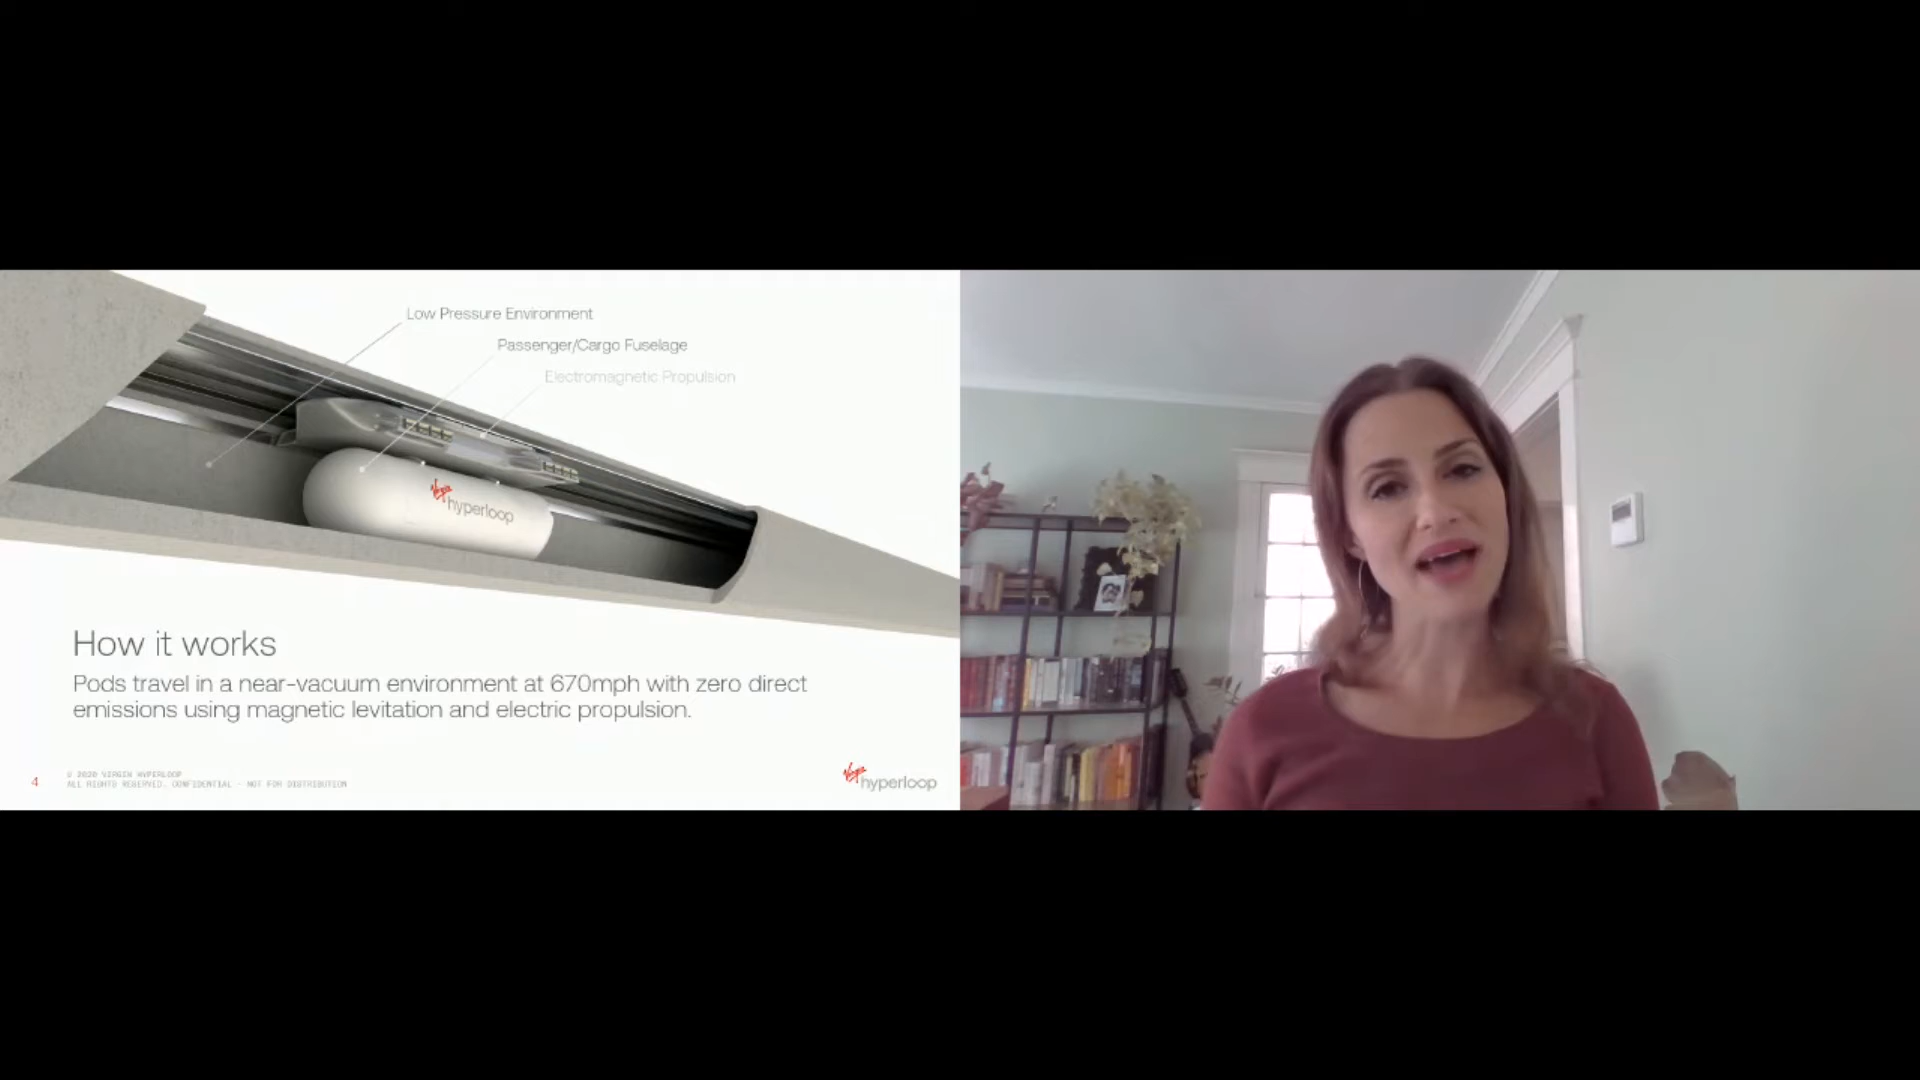 Low Pressure Environment
Passenger/Cargo Fuselage
Electromagnetic Propulsion
Virgin
hyperloop
How it works
Pods travel in a near-vacuum environment at 670mph with zero direct
emissions using magnetic levitation and electric propulsion.
4
© 2020 VIRGIN HYPERLOOP
ALL RIGHTS RESERVED. CONFIDENTIAL - NOT FOR DISTRIBUTION
Virgin
hyperloop